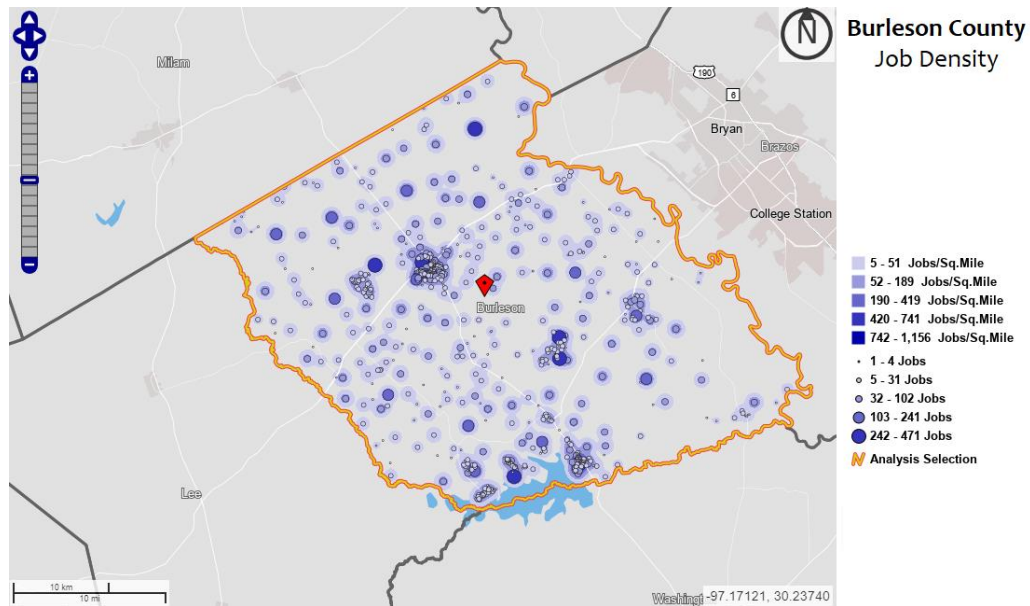 Burleson County
Job Density
N
Milam
190
6
Bryan
Brazos
College Station
Burleson
Lee
5 - 51 Jobs/Sq.Mile
52 - 189 Jobs/Sq.Mile
190 - 419 Jobs/Sq.Mile
420 - 741 Jobs/Sq.Mile
742 - 1,156 Jobs/Sq.Mile
1 - 4 Jobs
5 - 31 Jobs
32 - 102 Jobs
103 - 241 Jobs
242 - 471 Jobs
Analysis Selection
10 km
10 mi
Washingt
-97.17121, 30.23740